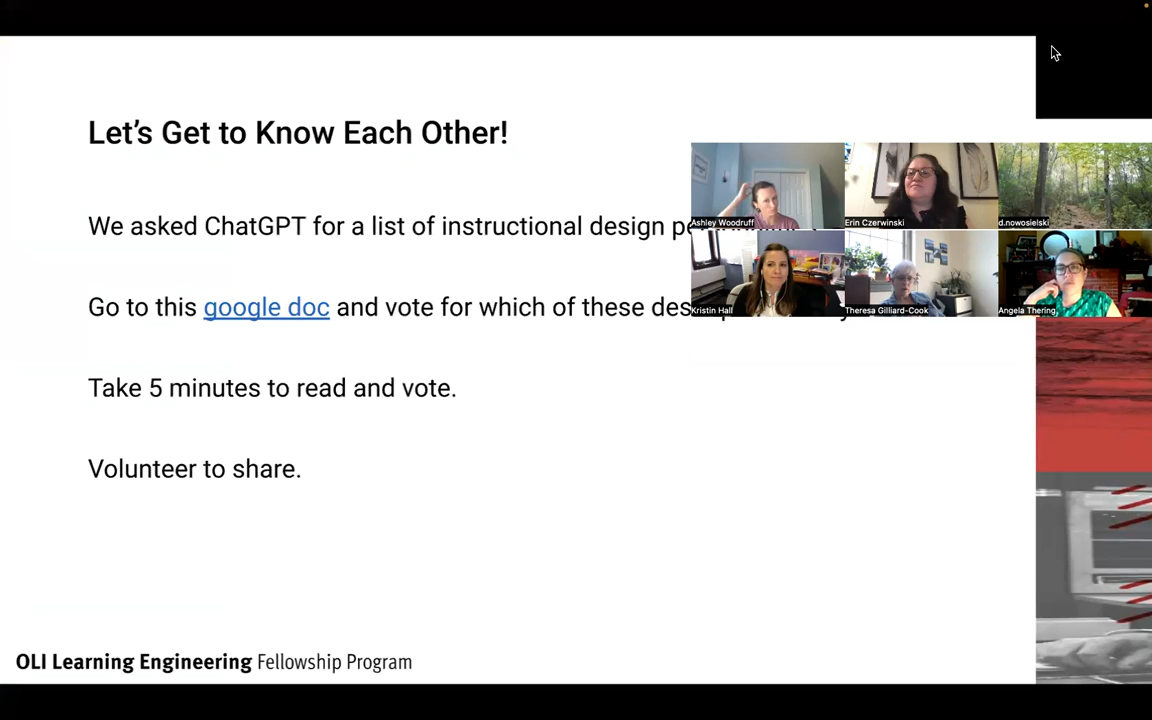 Let's Get to Know Each Other!
We asked ChatGPT for a list of instructional design
Go to this google doc and vote for which of these
Take 5 minutes to read and vote.
Volunteer to share.
Ashley Woodruff
Erin Czerwinski
d.nowosielski
Kristin Hall
Theresa Gilliard-Cook
Angela Thering
OLI Learning Engineering Fellowship Program